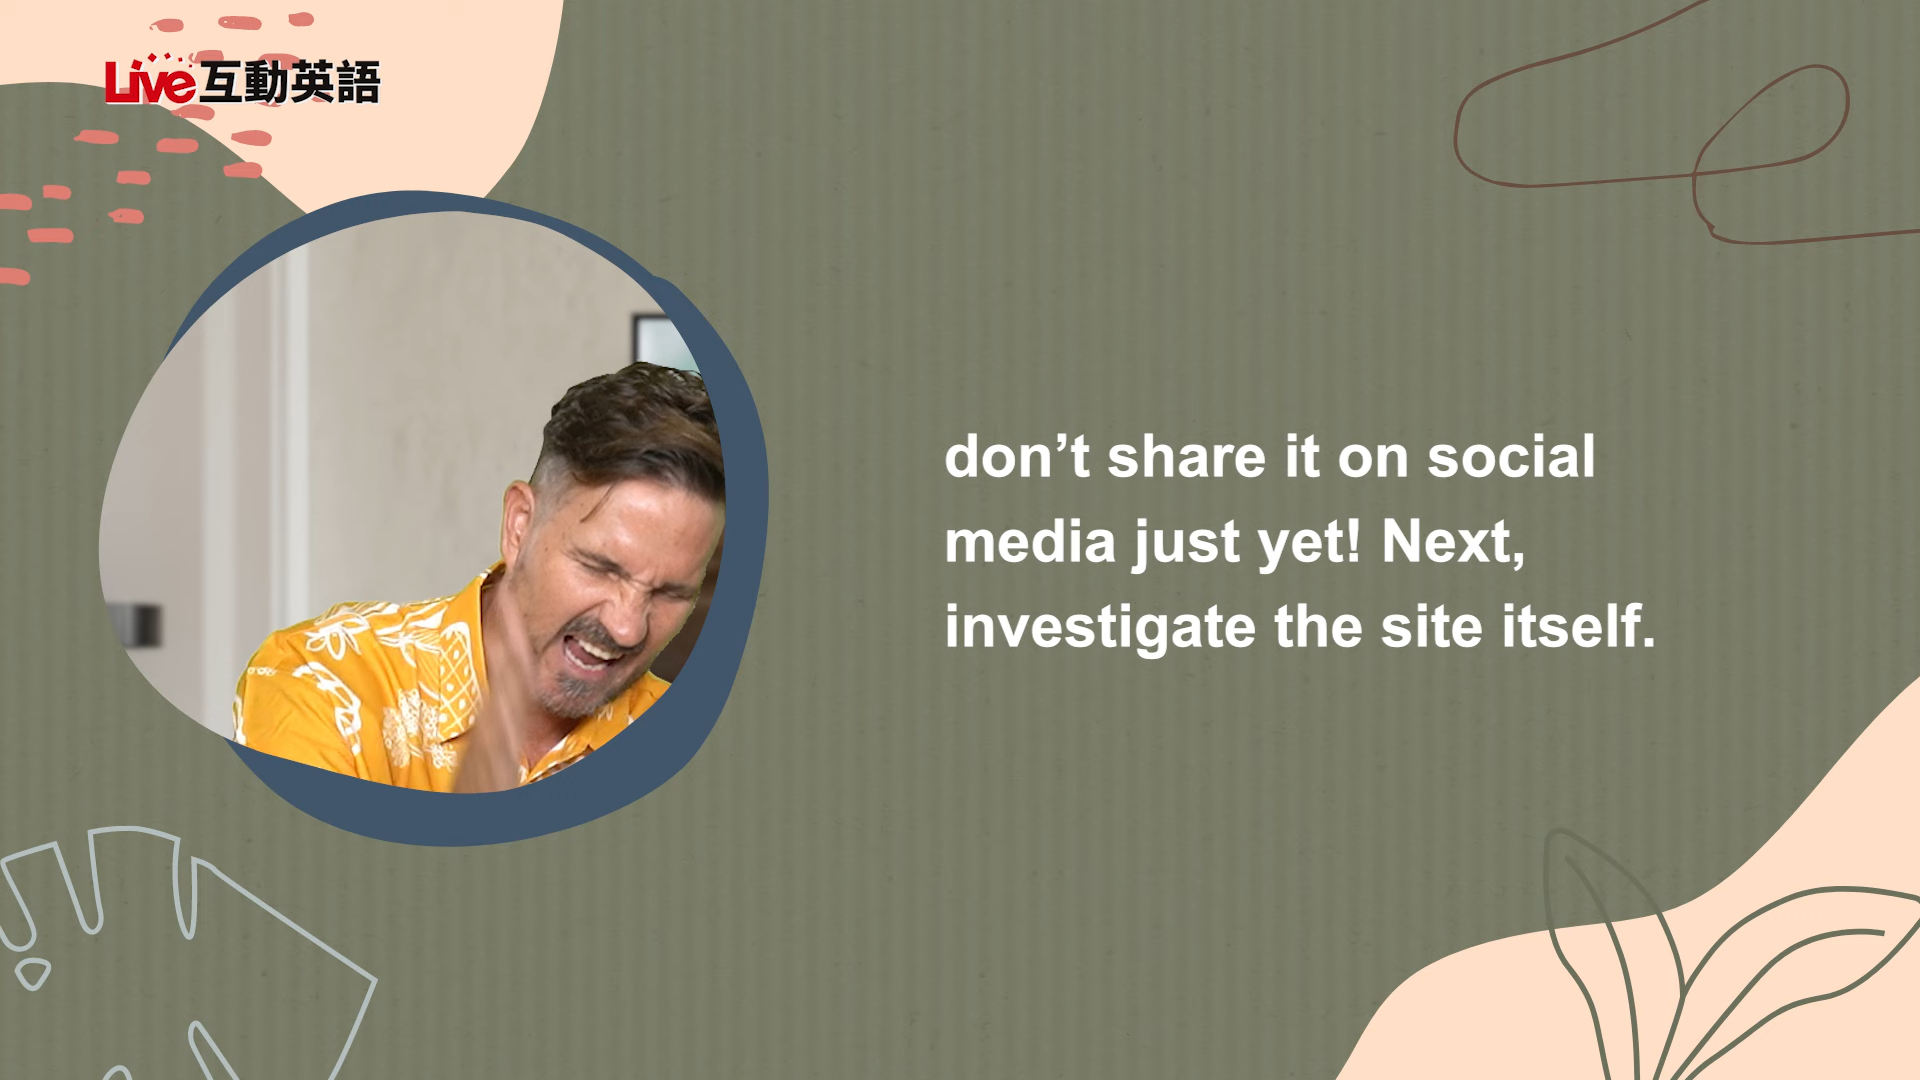 Live互動英語
don’t share it on social
media just yet! Next,
investigate the site itself.